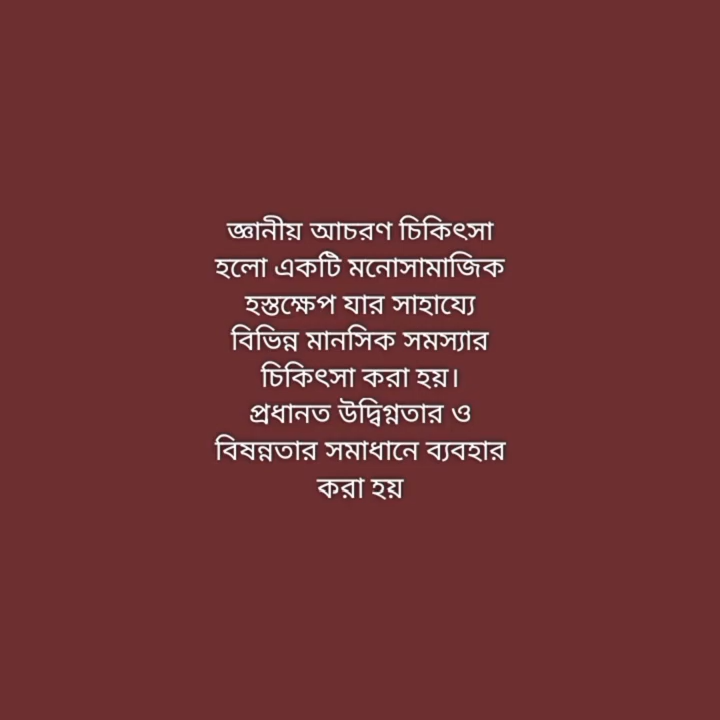 জ্ঞানীয় আচরণ চিকিৎসা
হলো একটি মনোসামাজিক
হস্তক্ষেপ যার সাহায্যে
বিভিন্ন মানসিক সমস্যার
চিকিৎসা করা হয়।
প্রধানত উদ্বিগ্নতার ও
বিষন্নতার সমাধানে ব্যবহার
করা হয়